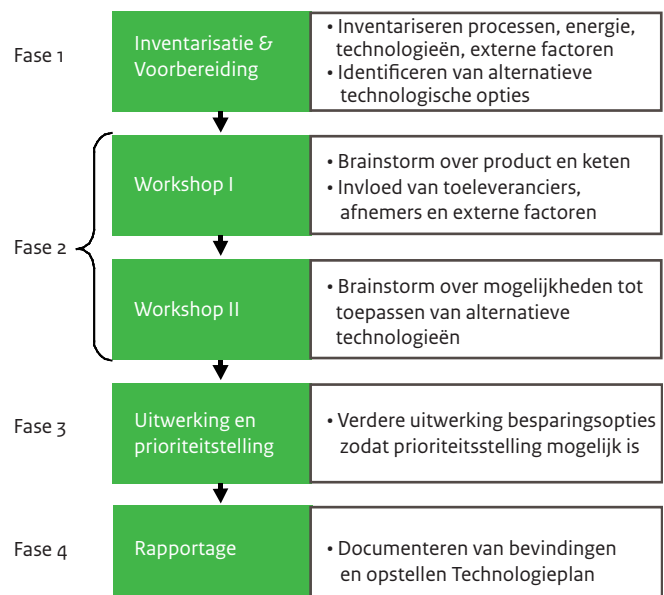 Fase 1
Inventarisatie &
Voorbereiding
• Inventariseren processen, energie,
technologieën, externe factoren
• Identificeren van alternatieve
technologische opties
Fase 2
Workshop I
• Brainstorm over product en keten
• Invloed van toeleveranciers,
afnemers en externe factoren
Workshop II
• Brainstorm over mogelijkheden tot
toepassen van alternatieve
technologieën
Fase 3
Uitwerking en
prioriteitstelling
• Verdere uitwerking besparingsopties
zodat prioriteitsstelling mogelijk is
Fase 4
Rapportage
• Documenteren van bevindingen
en opstellen Technologieplan